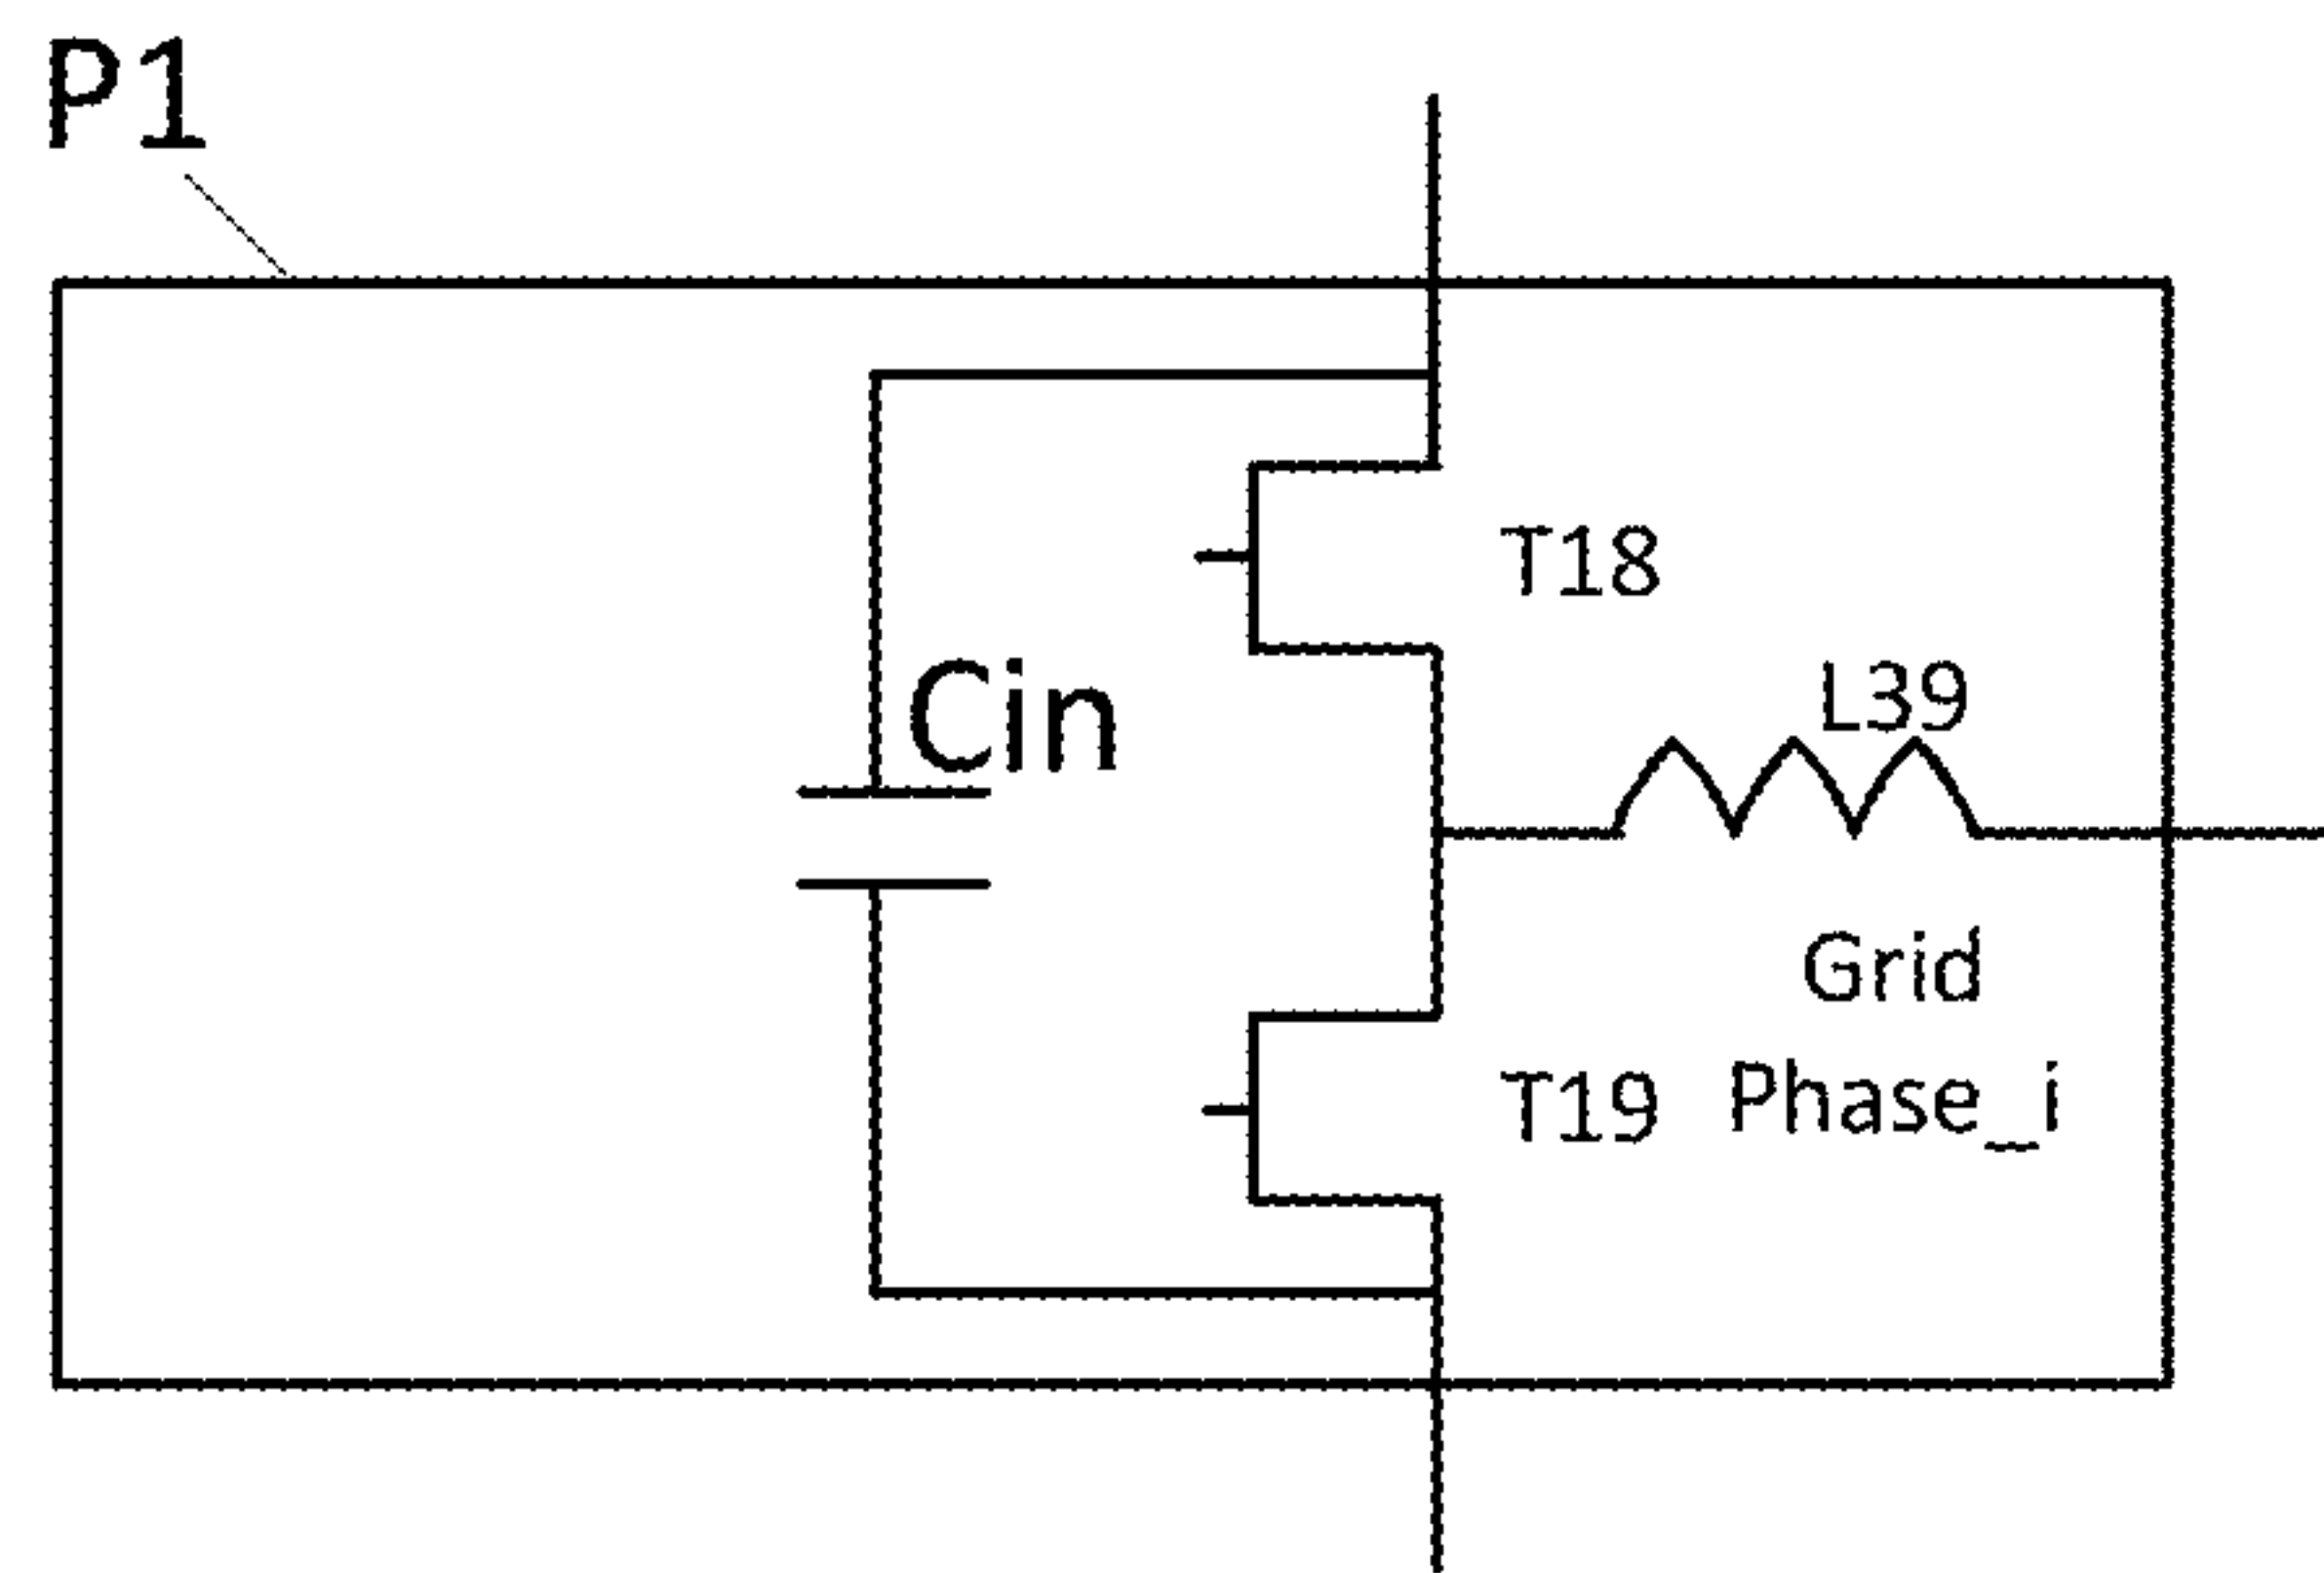 P1
T18
Cin
L39
Grid
T19
Phase_i